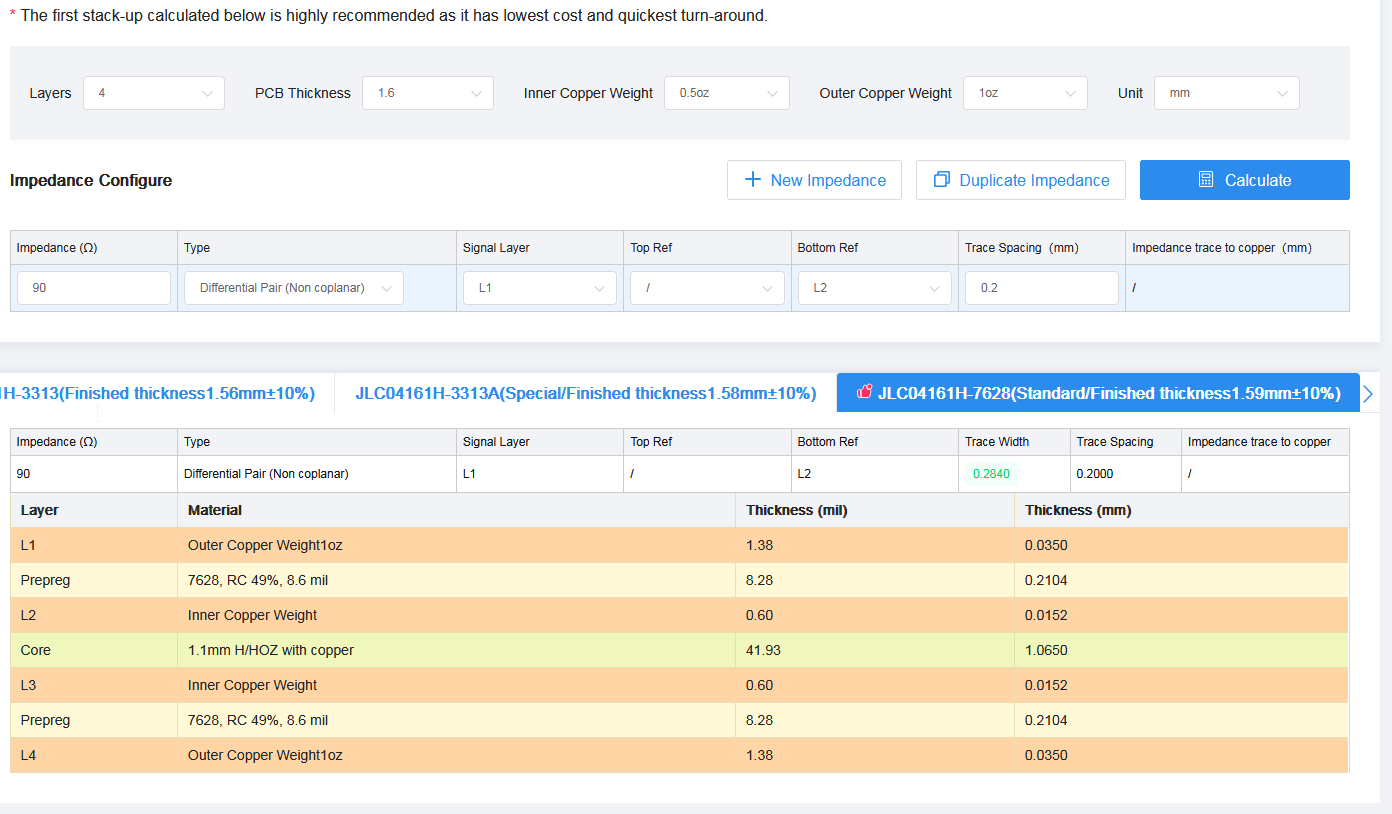 * The first stack-up calculated below is highly recommended as it has lowest cost and quickest turn-around.
Layers 4 PCB Thickness 1.6 Inner Copper Weight 0.5oz Outer Copper Weight 1oz Unit mm
Impedance Configure New Impedance Duplicate Impedance Calculate
Impedance (Ω) Type Signal Layer Top Ref Bottom Ref Trace Spacing (mm) Impedance trace to copper (mm)
90 Differential Pair (Non coplanar) L1 / L2 0.2 /
1H-3313(Finished thickness1.56mm±10%) JLC04161H-3313A(Special/Finished thickness1.58mm±10%) JLC04161H-7628(Standard/Finished thickness1.59mm±10%)
Impedance (Ω) Type Signal Layer Top Ref Bottom Ref Trace Width Trace Spacing Impedance trace to copper
90 Differential Pair (Non coplanar) L1 / L2 0.2840 0.2000 /
Layer Material Thickness (mil) Thickness (mm)
L1 Outer Copper Weight1oz 1.38 0.0350
Prepreg 7628, RC 49%, 8.6 mil 8.28 0.2104
L2 Inner Copper Weight 0.60 0.0152
Core 1.1mm H/HOZ with copper 41.93 1.0650
L3 Inner Copper Weight 0.60 0.0152
Prepreg 7628, RC 49%, 8.6 mil 8.28 0.2104
L4 Outer Copper Weight1oz 1.38 0.0350